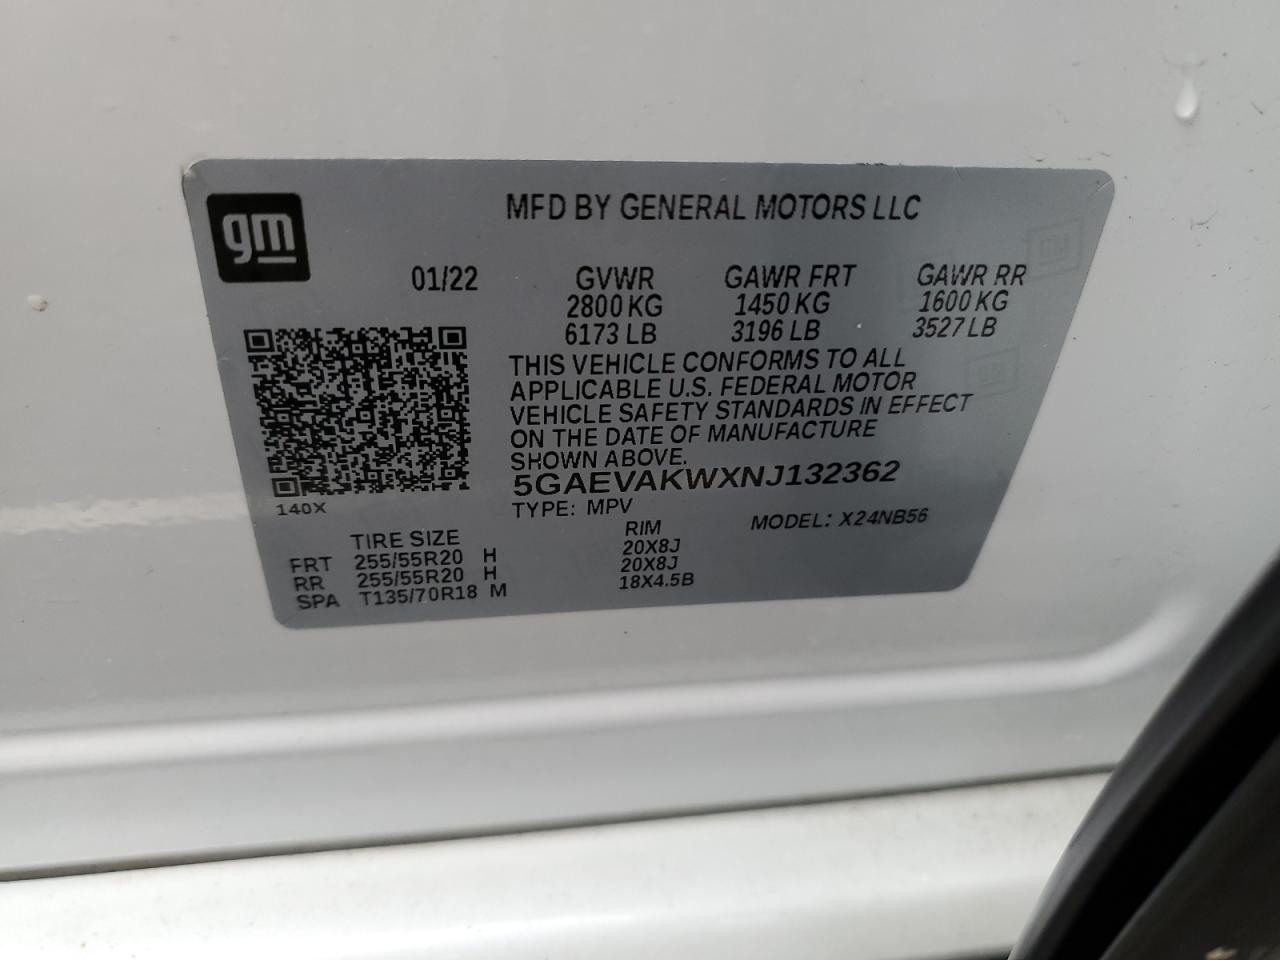 gm
MFD BY GENERAL MOTORS LLC
01/22 GVWR GAWR FRT GAWR RR
2800 KG 1450 KG 1600 KG
6173 LB 3196 LB 3527 LB
THIS VEHICLE CONFORMS TO ALL
APPLICABLE U.S. FEDERAL MOTOR
VEHICLE SAFETY STANDARDS IN EFFECT
ON THE DATE OF MANUFACTURE
SHOWN ABOVE.
5GAEVAKWXNJ132362
140X
TYPE: MPV MODEL: X24NB56
TIRE SIZE RIM
FRT 255/55R20 H 20X8J
RR 255/55R20 H 20X8J
SPA T135/70R18 M 18X4.5B
GM
GM